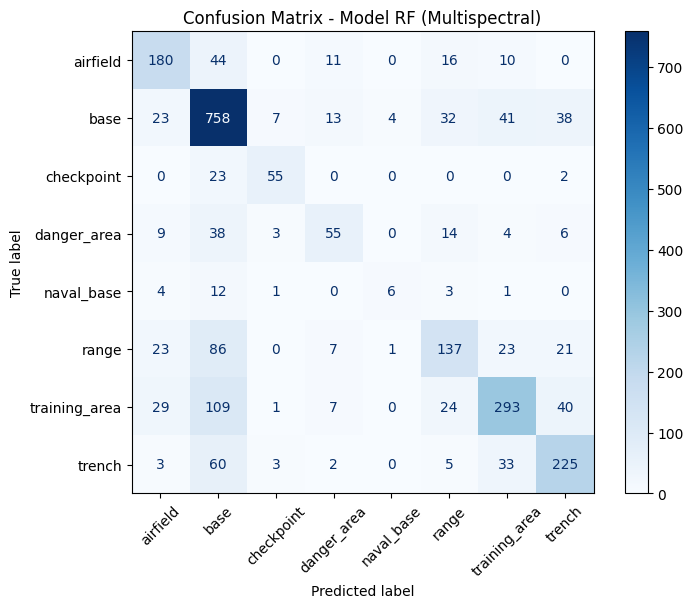 Confusion Matrix - Model RF (Multispectral)
True label
airfield 180 44 0 11 0 16 10 0
base 23 758 7 13 4 32 41 38
checkpoint 0 23 55 0 0 0 0 2
danger_area 9 38 3 55 0 14 4 6
naval_base 4 12 1 0 6 3 1 0
range 23 86 0 7 1 137 23 21
training_area 29 109 1 7 0 24 293 40
trench 3 60 3 2 0 5 33 225
airfield base checkpoint danger_area naval_base range training_area trench
Predicted label
700
600
500
400
300
200
100
0